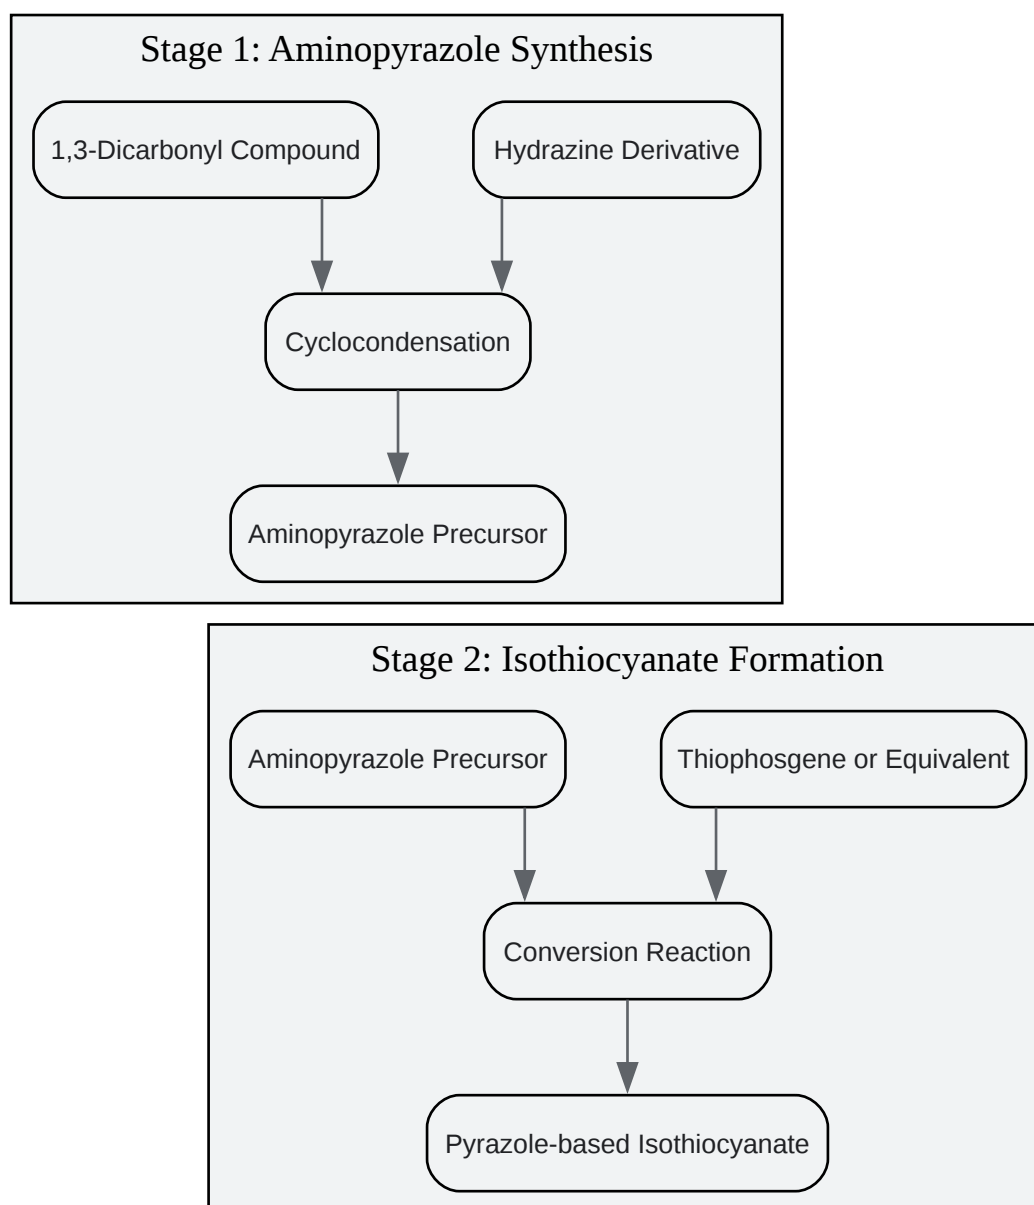 Stage 1: Aminopyrazole Synthesis
1,3-Dicarbonyl Compound
Hydrazine Derivative
Cyclocondensation
Aminopyrazole Precursor
Stage 2: Isothiocyanate Formation
Aminopyrazole Precursor
Thiophosgene or Equivalent
Conversion Reaction
Pyrazole-based Isothiocyanate